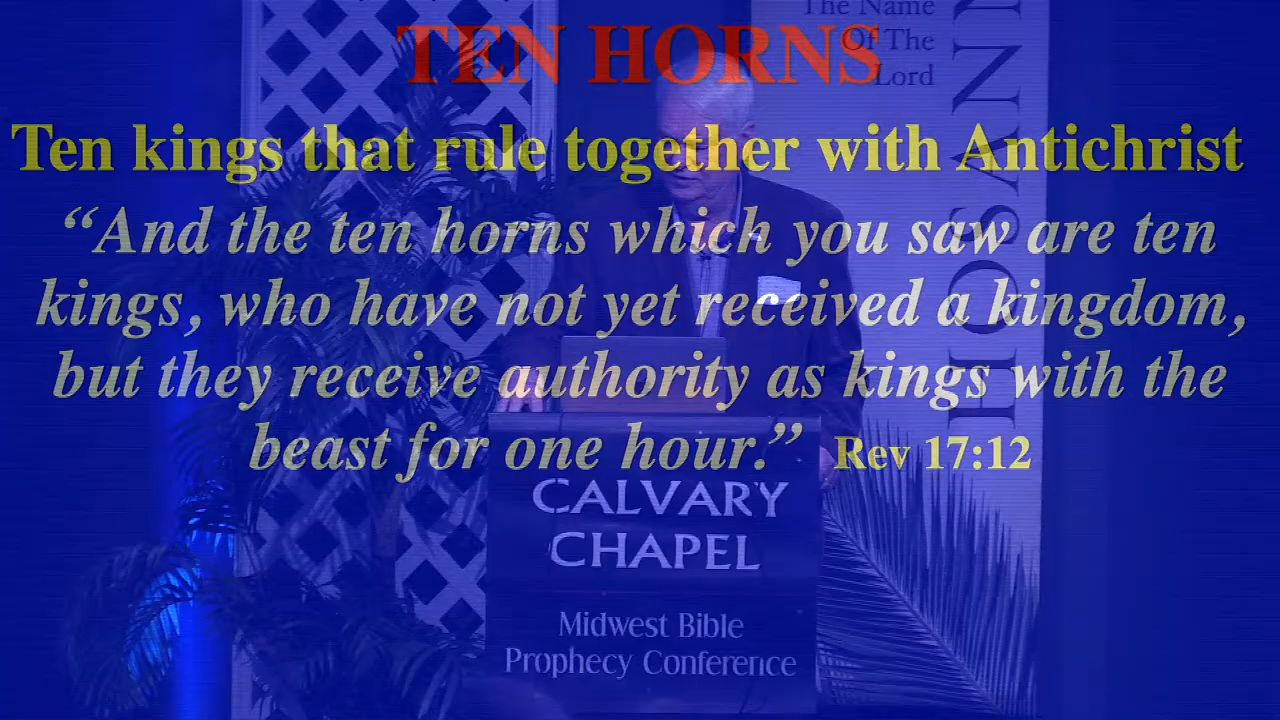 TEN HORNS
Ten kings that rule together with Antichrist
“And the ten horns which you saw are ten
kings, who have not yet received a kingdom,
but they receive authority as kings with the
beast for one hour.” Rev 17:12
The Name
Of The
Lord
HOSANN
CALVARY
CHAPEL
Midwest Bible
Prophecy Conference